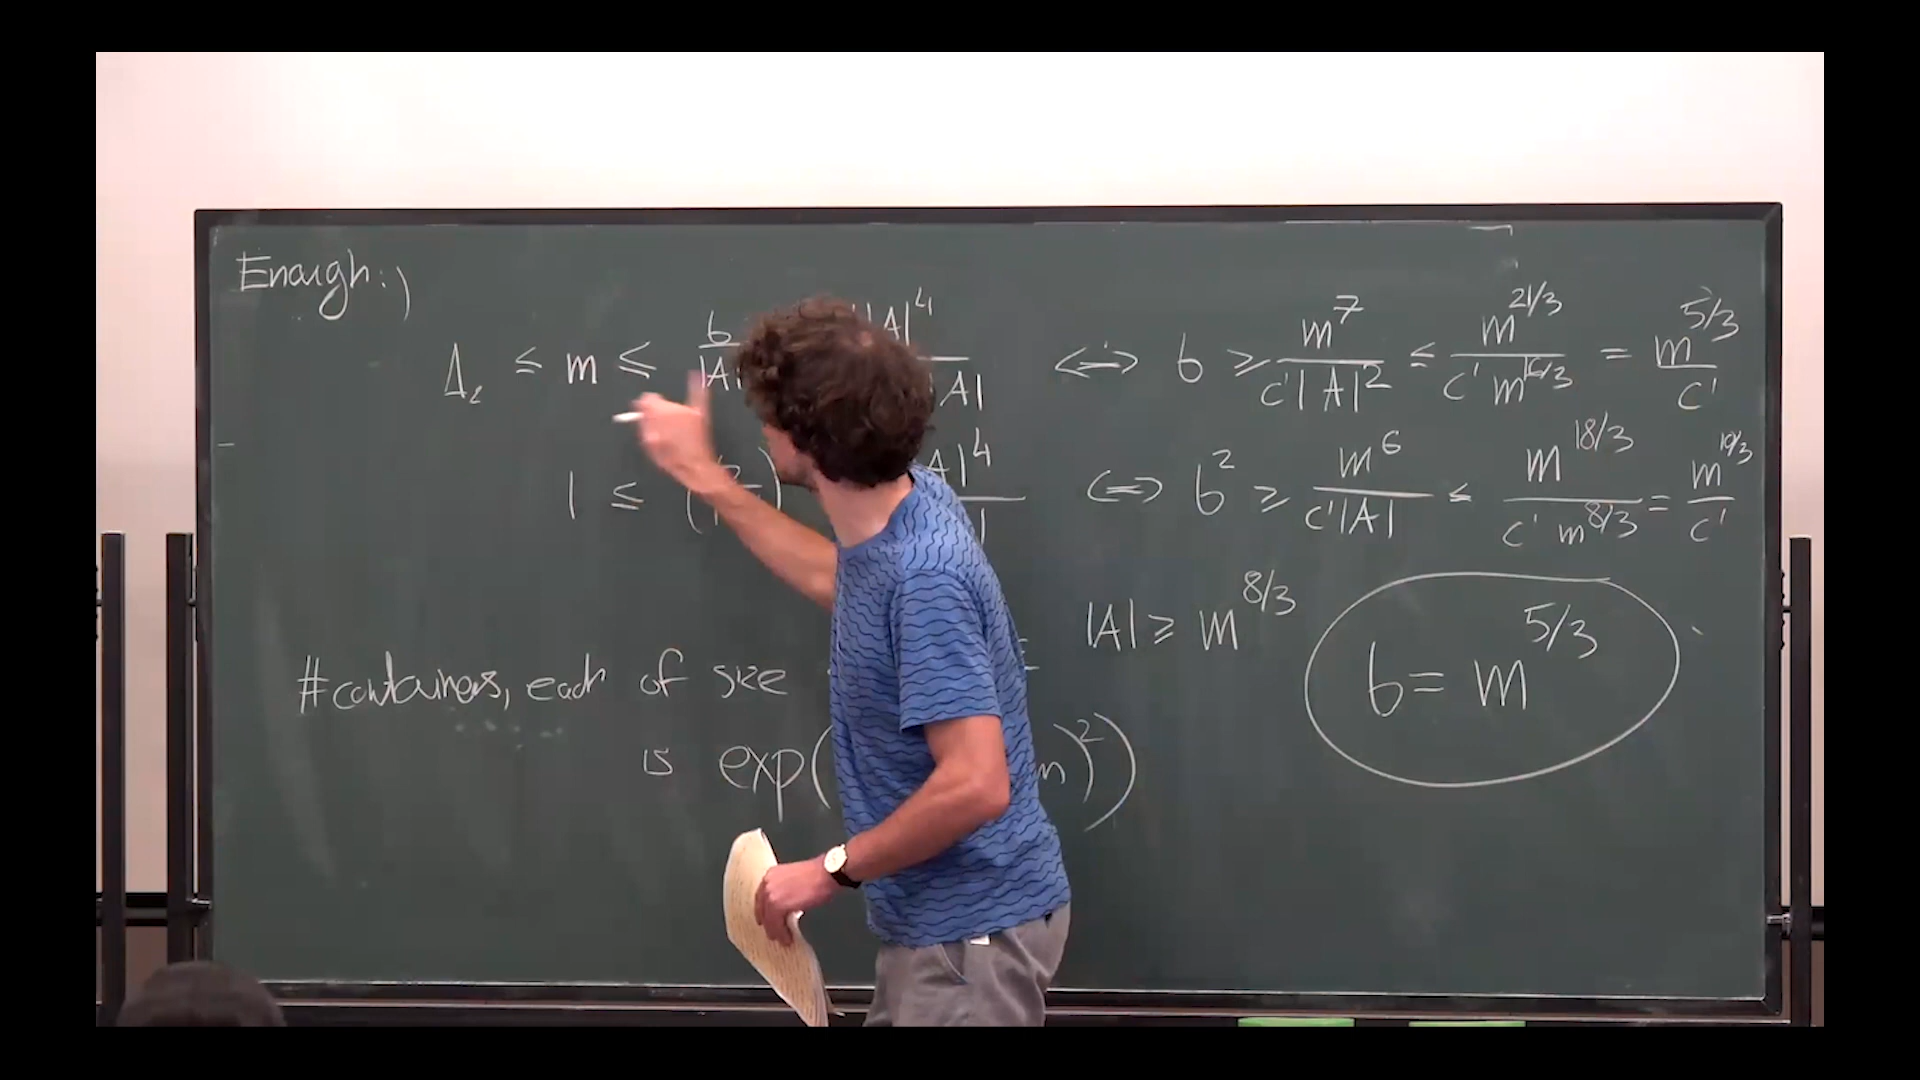 Enough:)
Δ₂ ≤ m ≤ b/|A| |A|⁴/|A| ⟺ b ≥ m⁷/(c'|A|²) ≤ m^{21/3}/(c' m^{16/3}) = m^{5/3}/c'
1 ≤ ( ) A|⁴ ⟺ b² ≥ m⁶/(c'|A|) ≤ m^{18/3}/(c' m^{8/3}) = m^{10/3}/c'
|A| ≥ m^{8/3}
#containers, each of size
b = m^{5/3}
is exp( m)²)